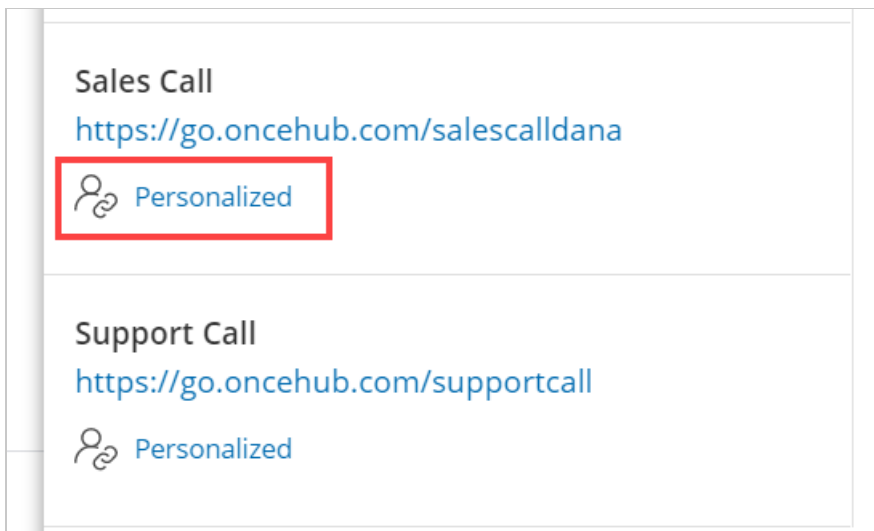 Sales Call
https://go.oncehub.com/salescalldana
Personalized
Support Call
https://go.oncehub.com/supportcall
Personalized